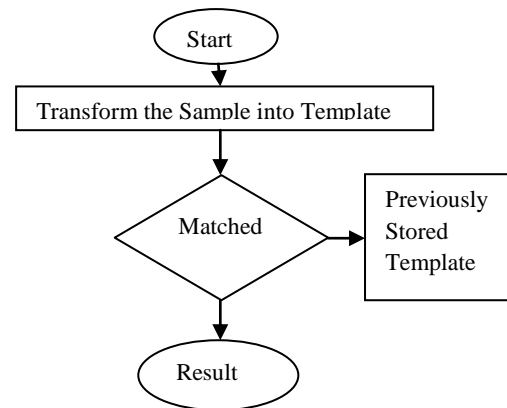 Start
Transform the Sample into Template
Matched
Previously
Stored
Template
Result